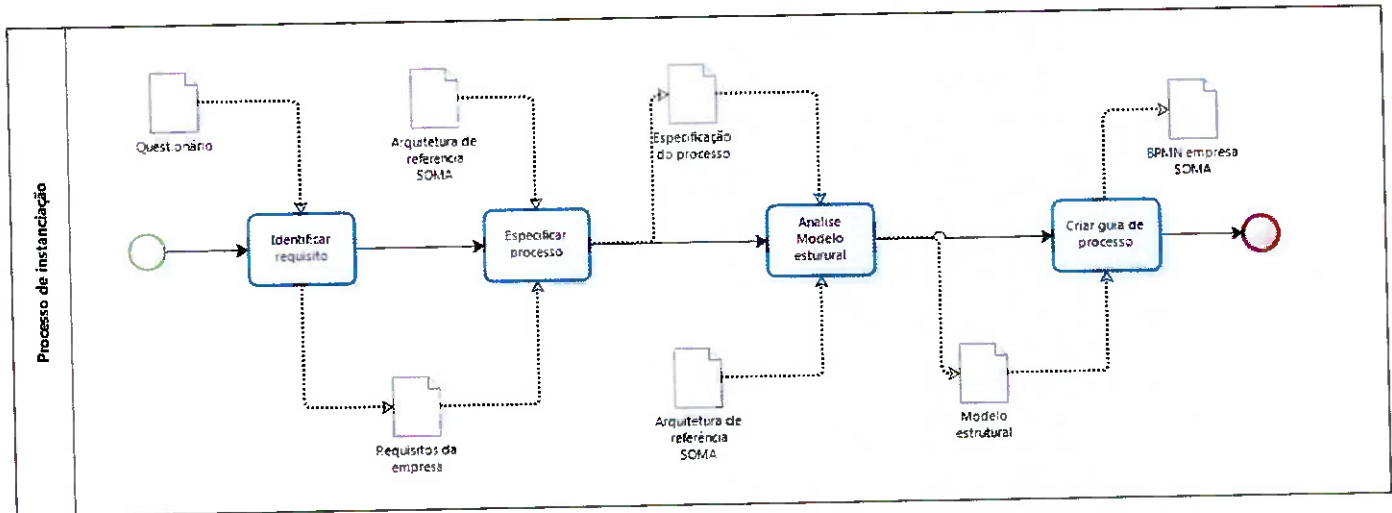 Processo de instanciação
Questionário
Arquitetura de
referência
SOMA
Especificação
do processo
BPMN empresa
SOMA
Identificar
requisito
Especificar
processo
Analise
Modelo
esturural
Criar guia de
processo
Requisitos da
empresa
Arquitetura de
referência
SOMA
Modelo
estrutural